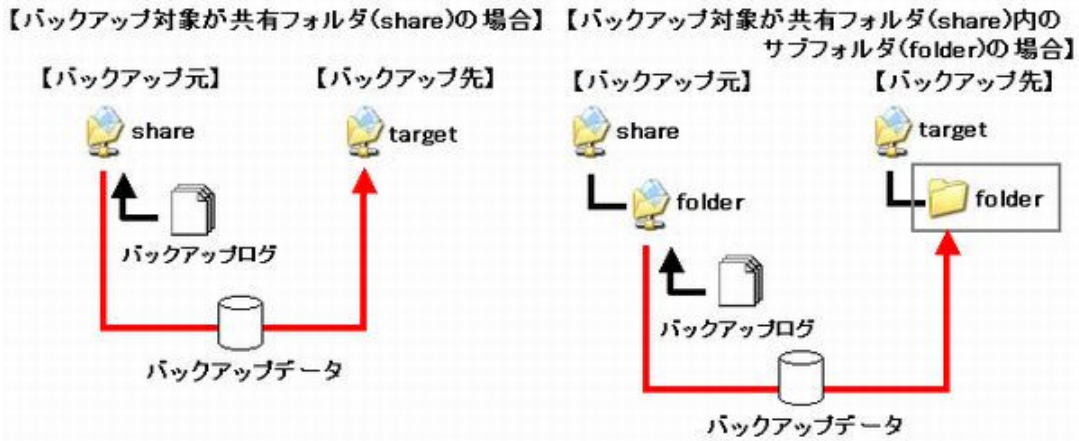 【バックアップ対象が共有フォルダ(share)の場合】
【バックアップ元】
【バックアップ先】
share
target
バックアップログ
バックアップデータ
【バックアップ対象が共有フォルダ(share)内の
サブフォルダ(folder)の場合】
【バックアップ元】
【バックアップ先】
share
target
folder
folder
バックアップログ
バックアップデータ